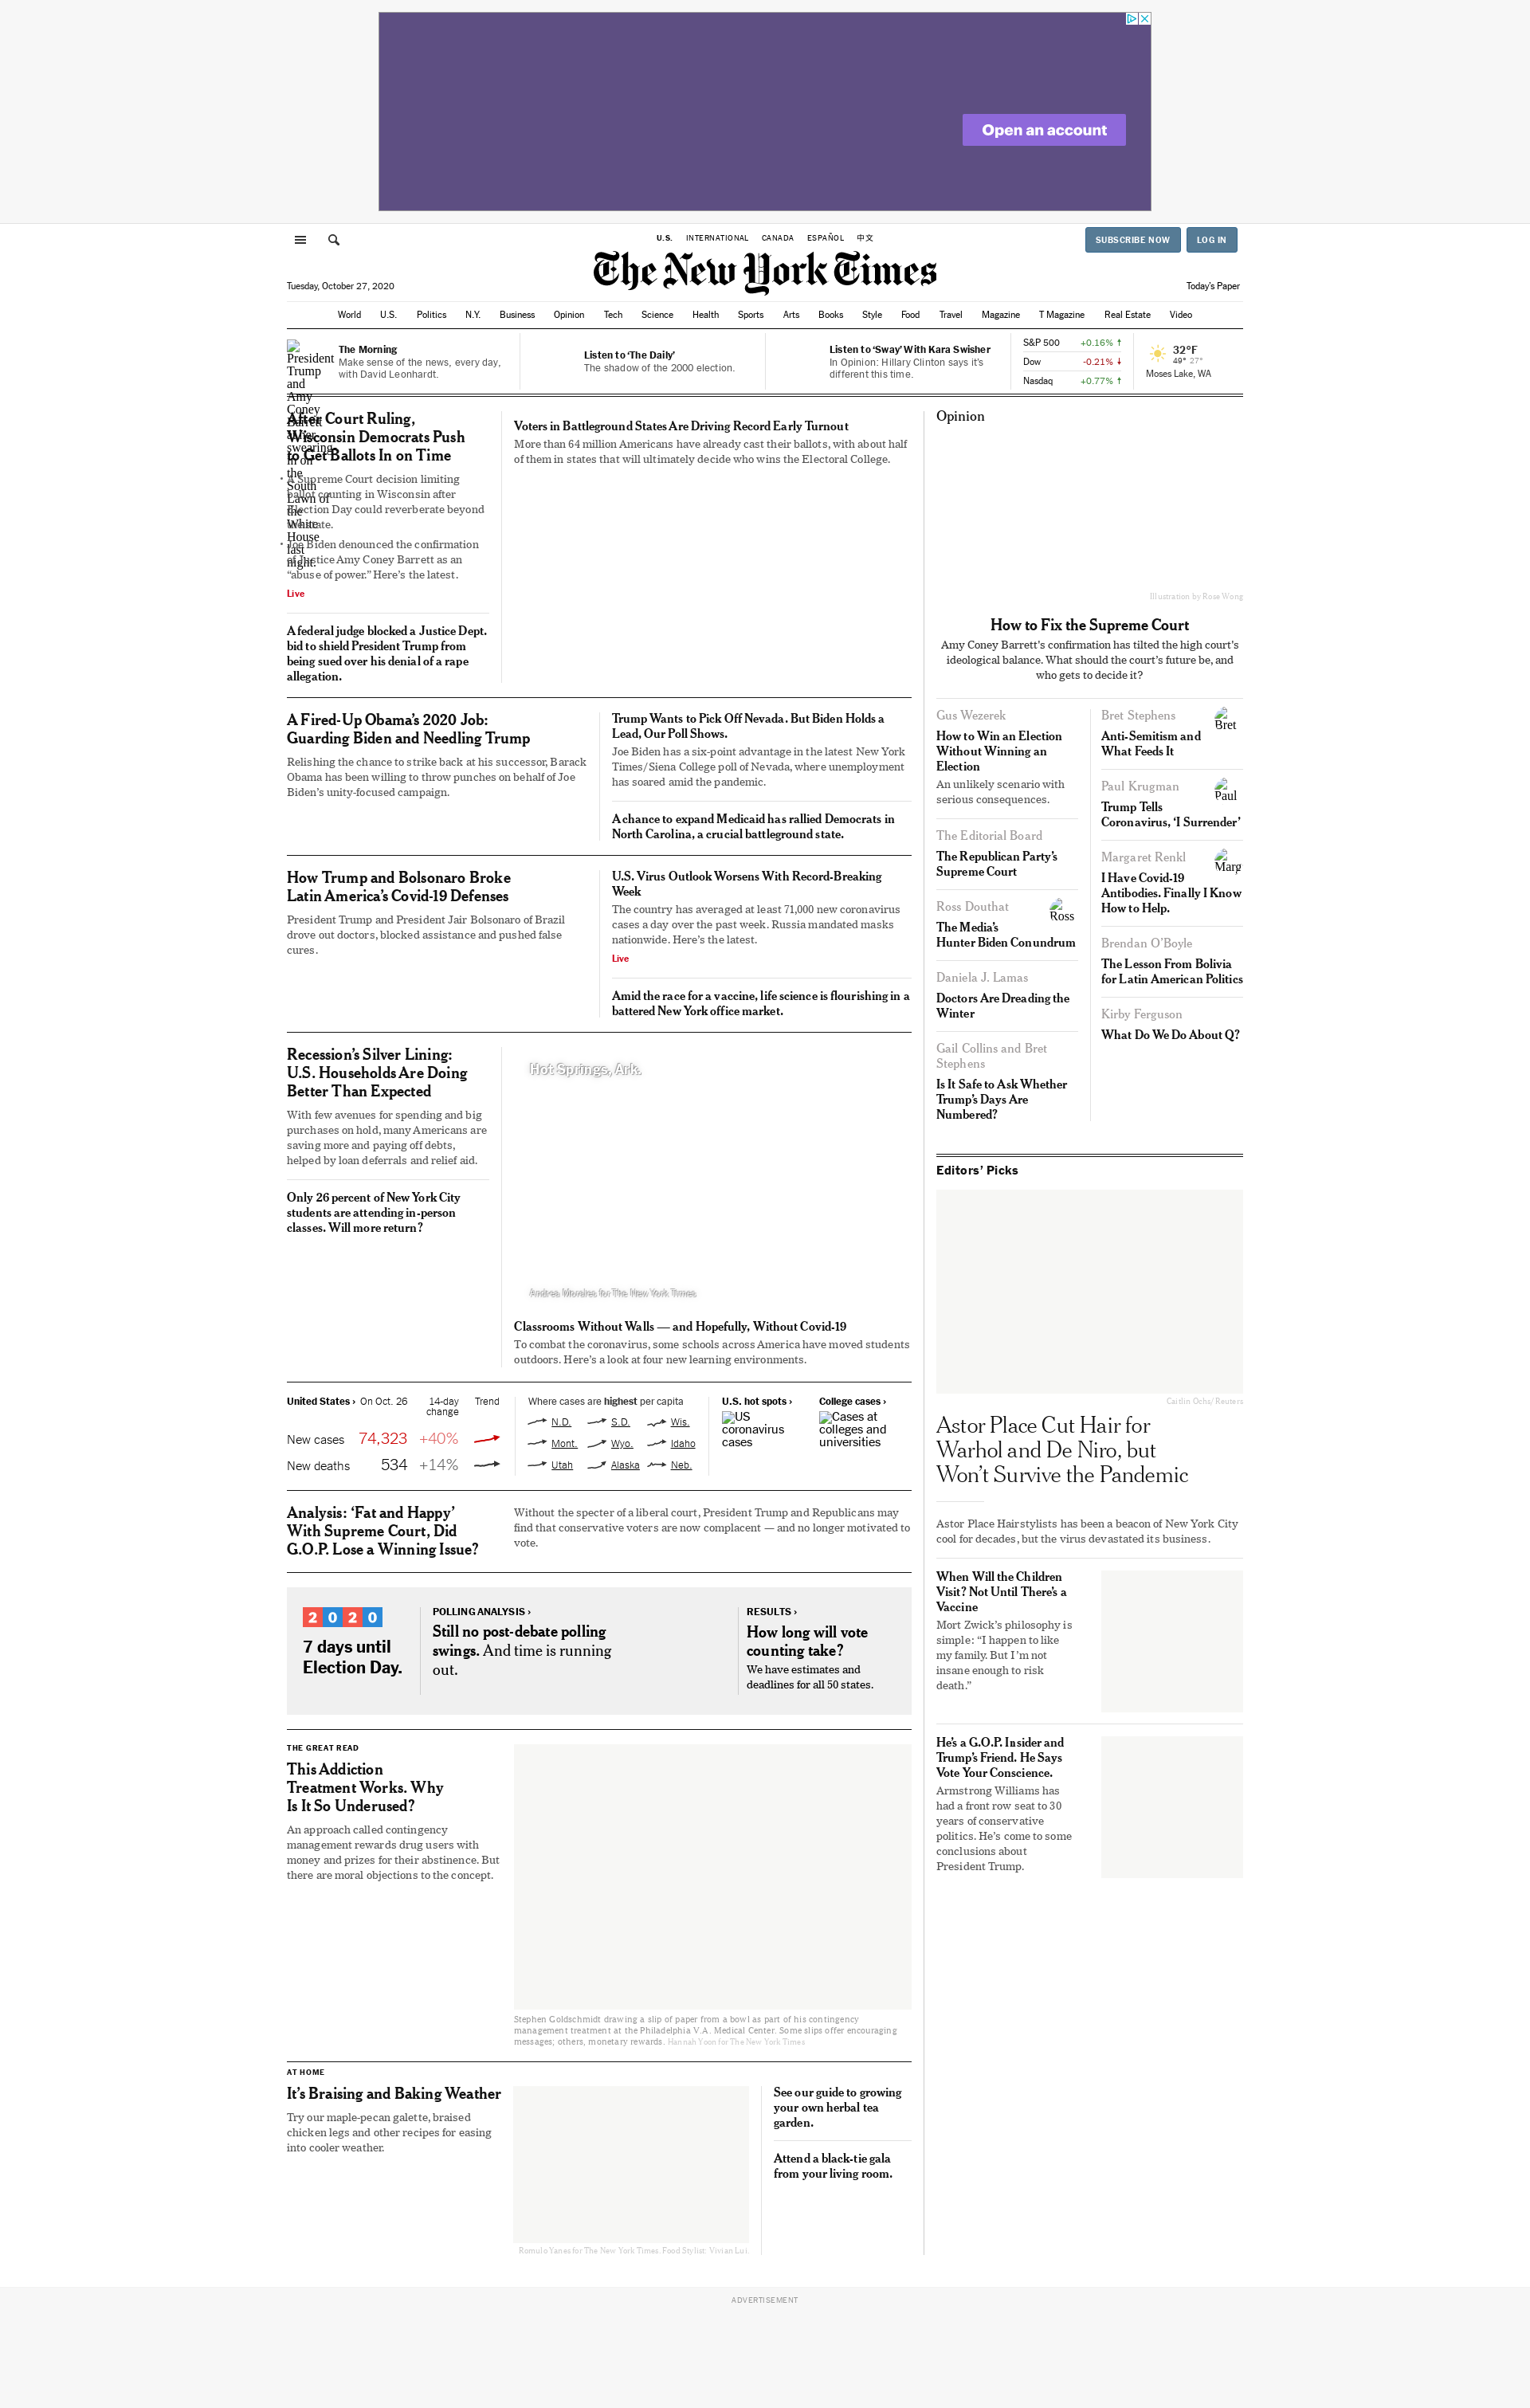 Open an account
U.S. INTERNATIONAL CANADA ESPAÑOL 中文
SUBSCRIBE NOW LOG IN
The New York Times
Tuesday, October 27, 2020
Today's Paper
World U.S. Politics N.Y. Business Opinion Tech Science Health Sports Arts Books Style Food Travel Magazine T Magazine Real Estate Video
President
Trump
and
Amy
Coney
Barrett
after
swearing
in on
the
South
Lawn of
the
White
House
last
night.
The Morning
Make sense of the news, every day,
with David Leonhardt.
Listen to ‘The Daily’
The shadow of the 2000 election.
Listen to ‘Sway’ With Kara Swisher
In Opinion: Hillary Clinton says it’s
different this time.
S&P 500 +0.16%
Dow -0.21%
Nasdaq +0.77%
32°F
49° 27°
Moses Lake, WA
After Court Ruling,
Wisconsin Democrats Push
to Get Ballots In on Time
• A Supreme Court decision limiting
ballot counting in Wisconsin after
Election Day could reverberate beyond
the state.
• Joe Biden denounced the confirmation
of Justice Amy Coney Barrett as an
“abuse of power.” Here’s the latest.
Live
A federal judge blocked a Justice Dept.
bid to shield President Trump from
being sued over his denial of a rape
allegation.
Voters in Battleground States Are Driving Record Early Turnout
More than 64 million Americans have already cast their ballots, with about half
of them in states that will ultimately decide who wins the Electoral College.
A Fired-Up Obama’s 2020 Job:
Guarding Biden and Needling Trump
Relishing the chance to strike back at his successor, Barack
Obama has been willing to throw punches on behalf of Joe
Biden’s unity-focused campaign.
Trump Wants to Pick Off Nevada. But Biden Holds a
Lead, Our Poll Shows.
Joe Biden has a six-point advantage in the latest New York
Times/Siena College poll of Nevada, where unemployment
has soared amid the pandemic.
A chance to expand Medicaid has rallied Democrats in
North Carolina, a crucial battleground state.
How Trump and Bolsonaro Broke
Latin America’s Covid-19 Defenses
President Trump and President Jair Bolsonaro of Brazil
drove out doctors, blocked assistance and pushed false
cures.
U.S. Virus Outlook Worsens With Record-Breaking
Week
The country has averaged at least 71,000 new coronavirus
cases a day over the past week. Russia mandated masks
nationwide. Here’s the latest.
Live
Amid the race for a vaccine, life science is flourishing in a
battered New York office market.
Recession’s Silver Lining:
U.S. Households Are Doing
Better Than Expected
With few avenues for spending and big
purchases on hold, many Americans are
saving more and paying off debts,
helped by loan deferrals and relief aid.
Only 26 percent of New York City
students are attending in-person
classes. Will more return?
Hot Springs, Ark.
Andrea Morales for The New York Times
Classrooms Without Walls — and Hopefully, Without Covid-19
To combat the coronavirus, some schools across America have moved students
outdoors. Here’s a look at four new learning environments.
United States › On Oct. 26 14-day Trend
change
New cases 74,323 +40%
New deaths 534 +14%
Where cases are highest per capita
N.D. S.D. Wis.
Mont. Wyo. Idaho
Utah Alaska Neb.
U.S. hot spots ›
US
coronavirus
cases
College cases ›
Cases at
colleges and
universities
Analysis: ‘Fat and Happy’
With Supreme Court, Did
G.O.P. Lose a Winning Issue?
Without the specter of a liberal court, President Trump and Republicans may
find that conservative voters are now complacent — and no longer motivated to
vote.
2020
7 days until
Election Day.
POLLING ANALYSIS ›
Still no post-debate polling
swings. And time is running
out.
RESULTS ›
How long will vote
counting take?
We have estimates and
deadlines for all 50 states.
THE GREAT READ
This Addiction
Treatment Works. Why
Is It So Underused?
An approach called contingency
management rewards drug users with
money and prizes for their abstinence. But
there are moral objections to the concept.
Stephen Goldschmidt drawing a slip of paper from a bowl as part of his contingency
management treatment at the Philadelphia V.A. Medical Center. Some slips offer encouraging
messages; others, monetary rewards. Hannah Yoon for The New York Times
AT HOME
It’s Braising and Baking Weather
Try our maple-pecan galette, braised
chicken legs and other recipes for easing
into cooler weather.
Romulo Yanes for The New York Times. Food Stylist: Vivian Lui.
See our guide to growing
your own herbal tea
garden.
Attend a black-tie gala
from your living room.
Opinion
Illustration by Rose Wong
How to Fix the Supreme Court
Amy Coney Barrett’s confirmation has tilted the high court’s
ideological balance. What should the court’s future be, and
who gets to decide it?
Gus Wezerek
How to Win an Election
Without Winning an
Election
An unlikely scenario with
serious consequences.
The Editorial Board
The Republican Party’s
Supreme Court
Ross Douthat
Ross
The Media’s
Hunter Biden Conundrum
Daniela J. Lamas
Doctors Are Dreading the
Winter
Gail Collins and Bret
Stephens
Is It Safe to Ask Whether
Trump’s Days Are
Numbered?
Bret Stephens
Bret
Anti-Semitism and
What Feeds It
Paul Krugman
Paul
Trump Tells
Coronavirus, ‘I Surrender’
Margaret Renkl
Marg
I Have Covid-19
Antibodies. Finally I Know
How to Help.
Brendan O’Boyle
The Lesson From Bolivia
for Latin American Politics
Kirby Ferguson
What Do We Do About Q?
Editors’ Picks
Caitlin Ochs/Reuters
Astor Place Cut Hair for
Warhol and De Niro, but
Won’t Survive the Pandemic
Astor Place Hairstylists has been a beacon of New York City
cool for decades, but the virus devastated its business.
When Will the Children
Visit? Not Until There’s a
Vaccine
Mort Zwick’s philosophy is
simple: “I happen to like
my family. But I’m not
insane enough to risk
death.”
He’s a G.O.P. Insider and
Trump’s Friend. He Says
Vote Your Conscience.
Armstrong Williams has
had a front row seat to 30
years of conservative
politics. He’s come to some
conclusions about
President Trump.
ADVERTISEMENT